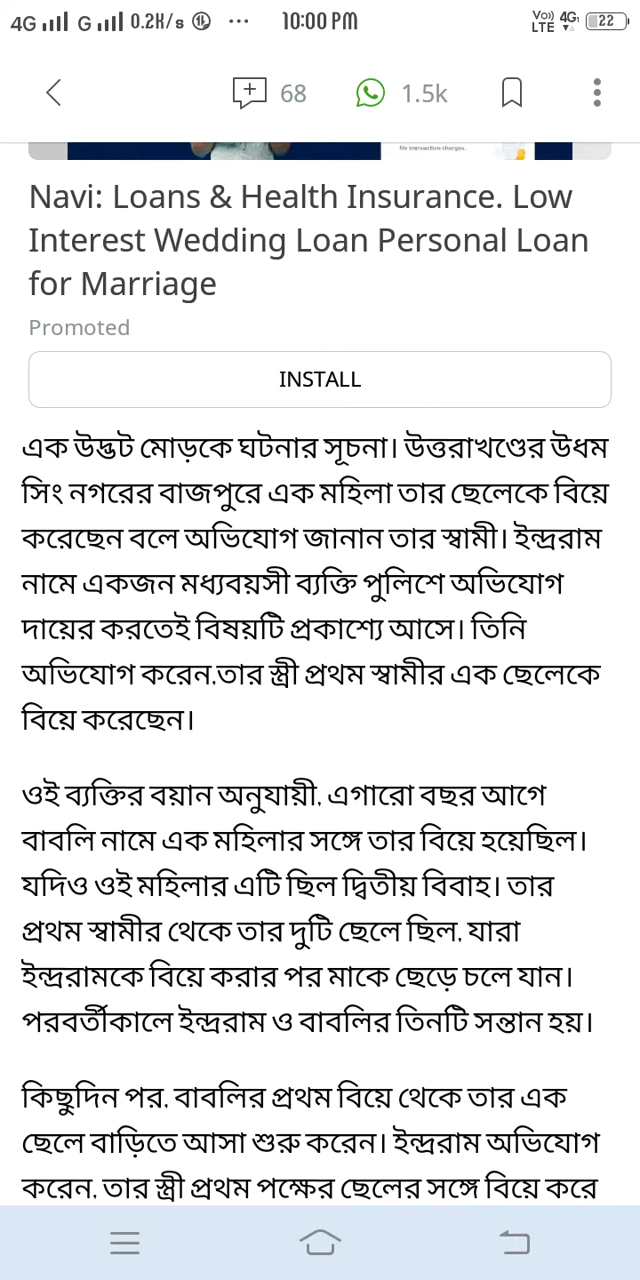 4G G 0.2K/s ... 10:00 PM Vo) LTE 4G 22
68 1.5k
No transaction charges.
Navi: Loans & Health Insurance. Low
Interest Wedding Loan Personal Loan
for Marriage
Promoted
INSTALL
এক উদ্ভট মোড়কে ঘটনার সূচনা। উত্তরাখণ্ডের উধম
সিং নগরের বাজপুরে এক মহিলা তার ছেলেকে বিয়ে
করেছেন বলে অভিযোগ জানান তার স্বামী। ইন্দ্ররাম
নামে একজন মধ্যবয়সী ব্যক্তি পুলিশে অভিযোগ
দায়ের করতেই বিষয়টি প্রকাশ্যে আসে। তিনি
অভিযোগ করেন,তার স্ত্রী প্রথম স্বামীর এক ছেলেকে
বিয়ে করেছেন।
ওই ব্যক্তির বয়ান অনুযায়ী, এগারো বছর আগে
বাবলি নামে এক মহিলার সঙ্গে তার বিয়ে হয়েছিল।
যদিও ওই মহিলার এটি ছিল দ্বিতীয় বিবাহ। তার
প্রথম স্বামীর থেকে তার দুটি ছেলে ছিল, যারা
ইন্দ্ররামকে বিয়ে করার পর মাকে ছেড়ে চলে যান।
পরবর্তীকালে ইন্দ্ররাম ও বাবলির তিনটি সন্তান হয়।
কিছুদিন পর, বাবলির প্রথম বিয়ে থেকে তার এক
ছেলে বাড়িতে আসা শুরু করেন। ইন্দ্ররাম অভিযোগ
করেন, তার স্ত্রী প্রথম পক্ষের ছেলের সঙ্গে বিয়ে করে